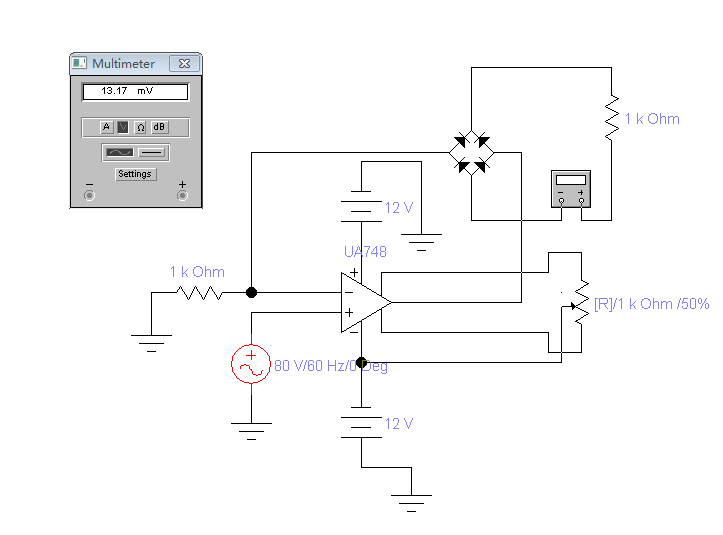 Multimeter
13.17 mV
A V Ω dB
Settings
− +
1 k Ohm
− +
12 V
UA748
+
1 k Ohm
−
+
−
[R]/1 k Ohm /50%
+
80 V/60 Hz/0 Deg
12 V